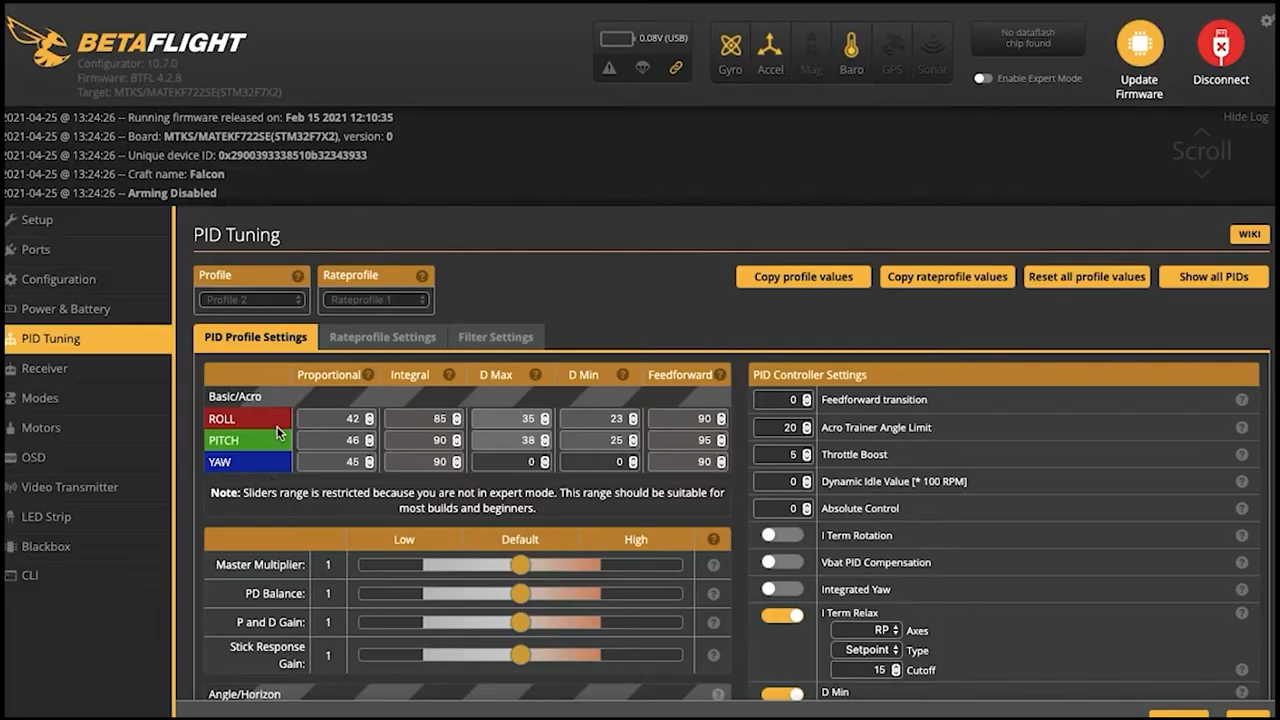 BETAFLIGHT
Configurator: 10.7.0
Firmware: BTFL 4.2.8
Target: MTKS/MATEKF722SE(STM32F7X2)
0.08V (USB)
Gyro
Accel
Mag
Baro
GPS
Sonar
No dataflash
chip found
Enable Expert Mode
Update
Firmware
Disconnect
2021-04-25 @ 13:24:26 -- Running firmware released on: Feb 15 2021 12:10:35
2021-04-25 @ 13:24:26 -- Board: MTKS/MATEKF722SE(STM32F7X2), version: 0
2021-04-25 @ 13:24:26 -- Unique device ID: 0x2900393338510b32343933
2021-04-25 @ 13:24:26 -- Craft name: Falcon
2021-04-25 @ 13:24:26 -- Arming Disabled
Hide Log
Scroll
Setup
Ports
Configuration
Power & Battery
PID Tuning
Receiver
Modes
Motors
OSD
Video Transmitter
LED Strip
Blackbox
CLI
PID Tuning
WIKI
Profile
Profile 2
Rateprofile
Rateprofile 1
Copy profile values
Copy rateprofile values
Reset all profile values
Show all PIDs
PID Profile Settings
Rateprofile Settings
Filter Settings
Proportional Integral D Max D Min Feedforward
Basic/Acro
ROLL 42 85 35 23 90
PITCH 46 90 38 25 95
YAW 45 90 0 0 90
Note: Sliders range is restricted because you are not in expert mode. This range should be suitable for
most builds and beginners.
Low Default High
Master Multiplier: 1
PD Balance: 1
P and D Gain: 1
Stick Response
Gain: 1
Angle/Horizon
PID Controller Settings
0 Feedforward transition
20 Acro Trainer Angle Limit
5 Throttle Boost
0 Dynamic Idle Value [* 100 RPM]
0 Absolute Control
I Term Rotation
Vbat PID Compensation
Integrated Yaw
I Term Relax
RP Axes
Setpoint Type
15 Cutoff
D Min